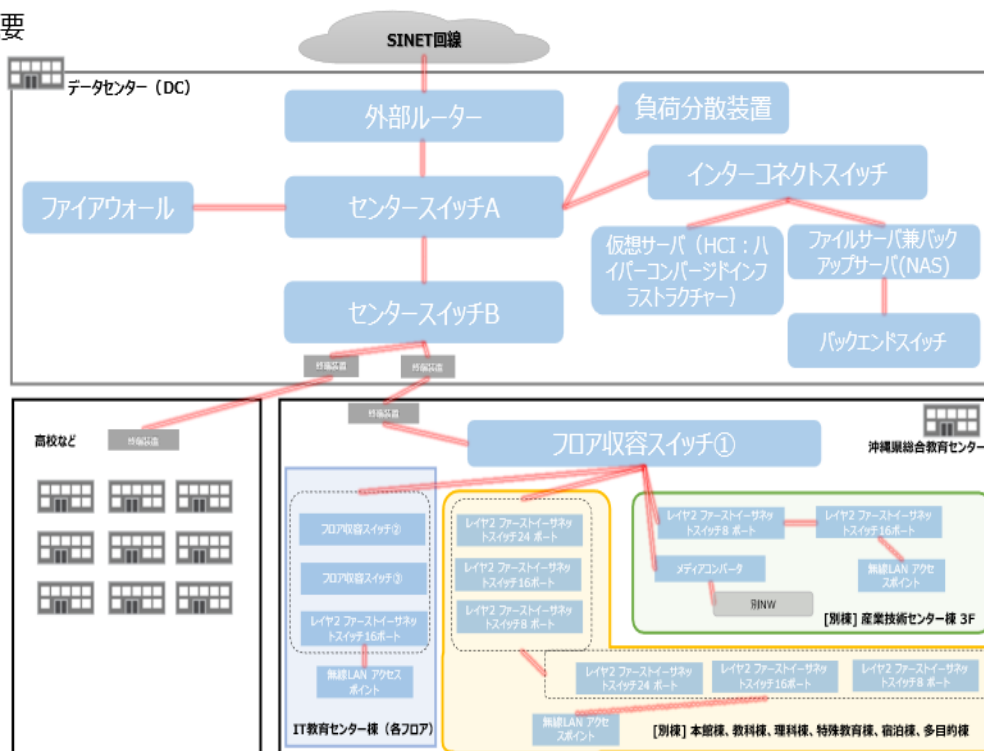 要
SINET回線
データセンター（DC）
外部ルーター
負荷分散装置
インターコネクトスイッチ
ファイアウォール
センタースイッチA
仮想サーバ（HCI：ハ
イパーコンバージドインフ
ラストラクチャー）
ファイルサーバ兼バック
アップサーバ(NAS)
センタースイッチB
バックエンドスイッチ
終端装置
終端装置
終端装置
高校など
終端装置
フロア収容スイッチ①
沖縄県総合教育センター
フロア収容スイッチ②
フロア収容スイッチ③
レイヤ2 ファーストイーサネッ
トスイッチ16ポート
無線LAN アクセス
ポイント
IT教育センター棟（各フロア）
レイヤ2 ファーストイーサネッ
トスイッチ24 ポート
レイヤ2 ファーストイーサネッ
トスイッチ16ポート
レイヤ2 ファーストイーサネッ
トスイッチ8 ポート
レイヤ2 ファーストイーサネッ
トスイッチ8 ポート
レイヤ2 ファーストイーサネッ
トスイッチ16ポート
メディアコンバータ
無線LAN アクセ
スポイント
別NW
[別棟] 産業技術センター棟 3F
レイヤ2 ファーストイーサネッ
トスイッチ24 ポート
レイヤ2 ファーストイーサネッ
トスイッチ16ポート
レイヤ2 ファーストイーサネッ
トスイッチ8 ポート
無線LAN アクセ
スポイント
[別棟] 本館棟、教科棟、理科棟、特殊教育棟、宿泊棟、多目的棟